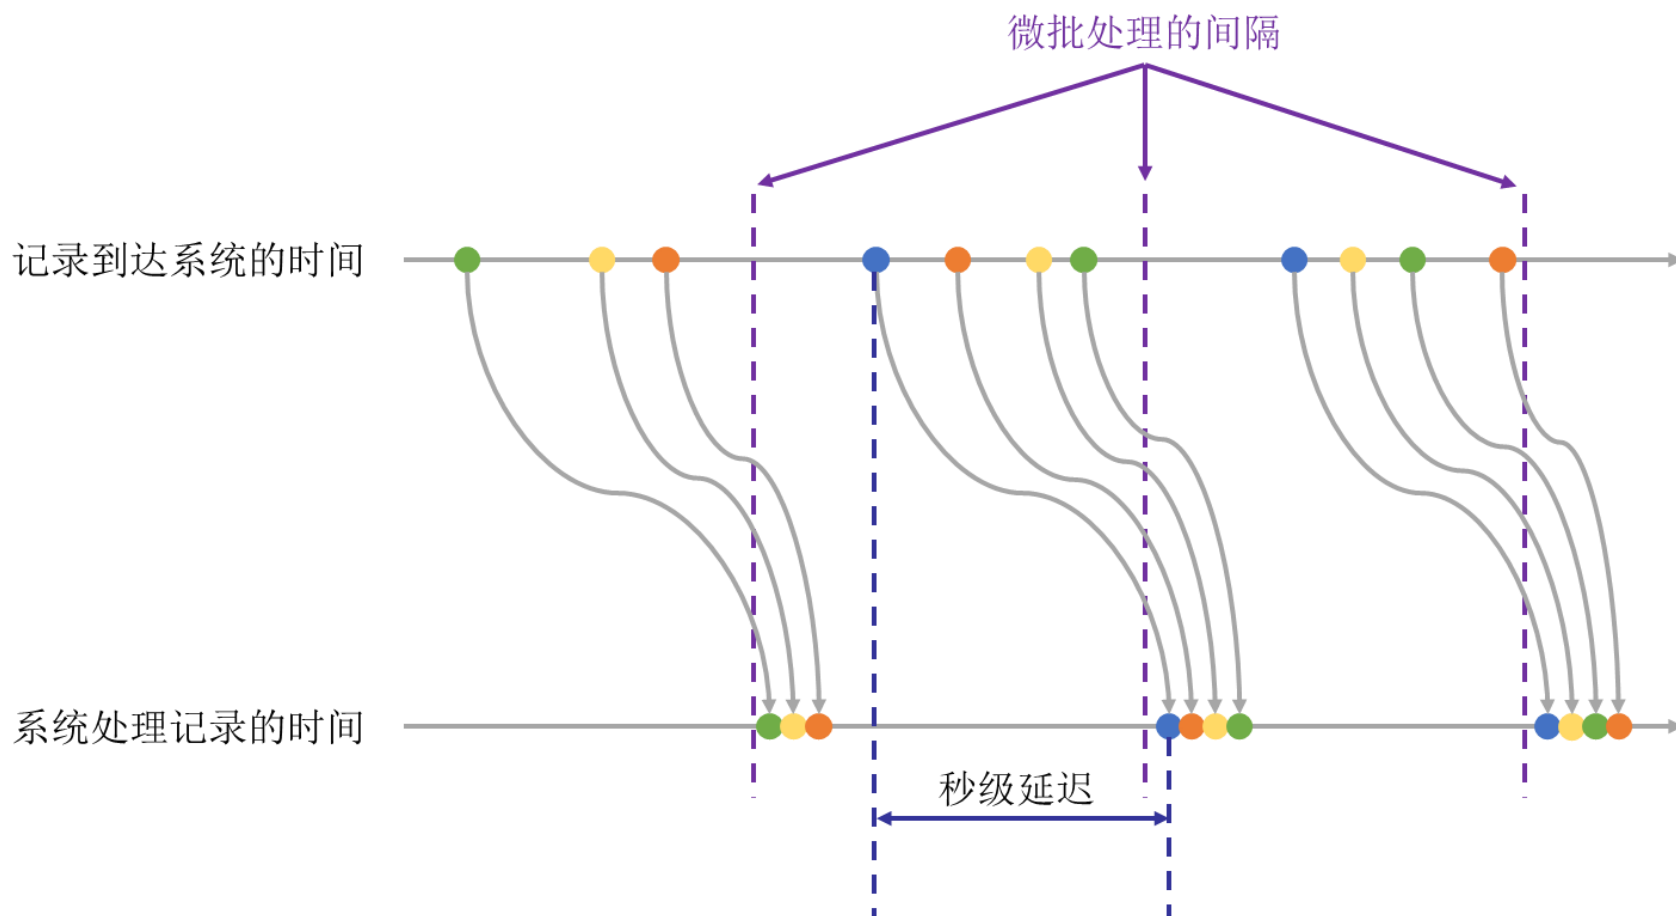 微批处理的间隔
记录到达系统的时间
系统处理记录的时间
秒级延迟